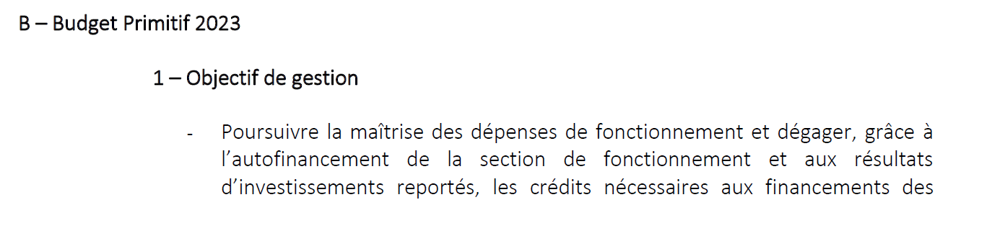 B – Budget Primitif 2023
1 – Objectif de gestion
- Poursuivre la maîtrise des dépenses de fonctionnement et dégager, grâce à
l’autofinancement de la section de fonctionnement et aux résultats
d’investissements reportés, les crédits nécessaires aux financements des